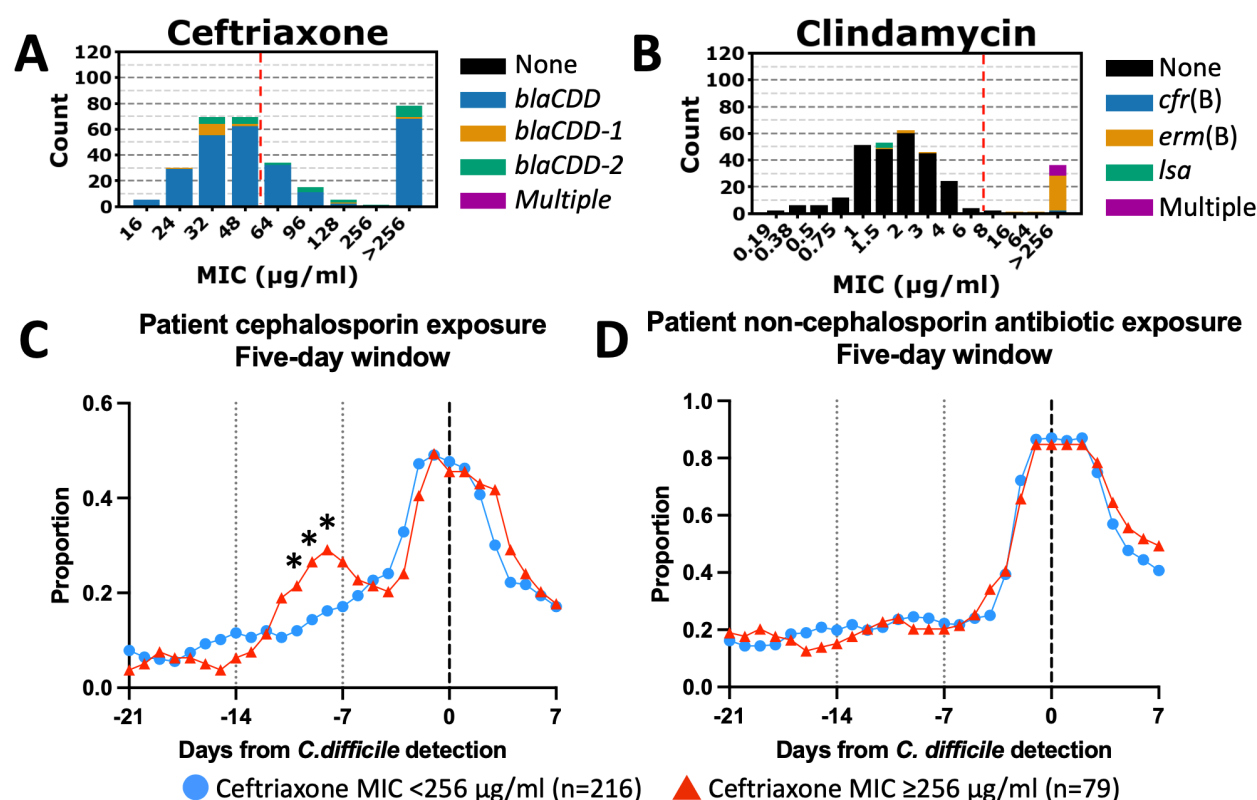 A
Ceftriaxone
120
100
80
60
40
20
0
Count
16
24
32
48
64
96
128
256
>256
MIC (µg/ml)
None
blaCDD
blaCDD-1
blaCDD-2
Multiple
B
Clindamycin
120
100
80
60
40
20
0
Count
0.19
0.38
0.5
0.75
1
1.5
2
3
4
6
8
16
64
>256
MIC (µg/ml)
None
cfr(B)
erm(B)
lsa
Multiple
C
Patient cephalosporin exposure
Five-day window
0.6
0.4
0.2
0.0
Proportion
* * *
-21
-14
-7
0
7
Days from C.difficile detection
D
Patient non-cephalosporin antibiotic exposure
Five-day window
1.0
0.8
0.6
0.4
0.2
0.0
Proportion
-21
-14
-7
0
7
Days from C. difficile detection
Ceftriaxone MIC <256 µg/ml (n=216)
Ceftriaxone MIC ≥256 µg/ml (n=79)